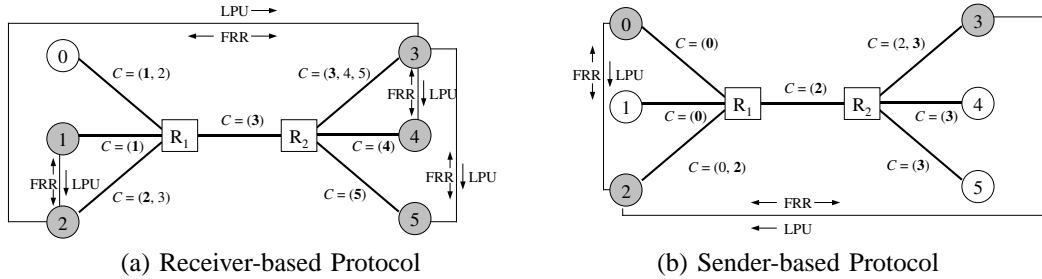 LPU
FRR
0
C = (1, 2)
3
C = (3, 4, 5)
FRR LPU
1
C = (1)
R1
C = (3)
R2
C = (4)
4
FRR LPU
C = (2, 3)
2
C = (5)
5
FRR LPU
(a) Receiver-based Protocol
0
C = (0)
3
C = (2, 3)
FRR LPU
1
C = (0)
R1
C = (2)
R2
C = (3)
4
C = (0, 2)
2
C = (3)
5
FRR
LPU
(b) Sender-based Protocol